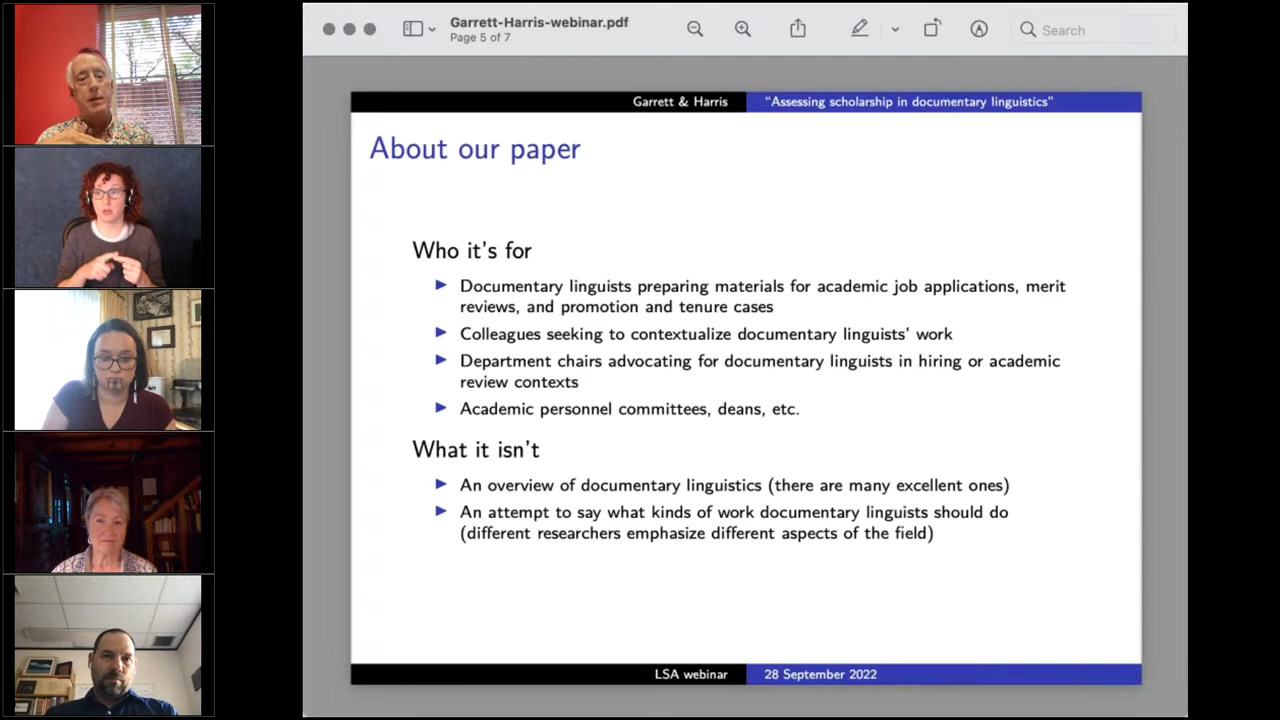 Garrett-Harris-webinar.pdf
Page 5 of 7
Search
Garrett & Harris
"Assessing scholarship in documentary linguistics"
About our paper
Who it's for
Documentary linguists preparing materials for academic job applications, merit
reviews, and promotion and tenure cases
Colleagues seeking to contextualize documentary linguists' work
Department chairs advocating for documentary linguists in hiring or academic
review contexts
Academic personnel committees, deans, etc.
What it isn't
An overview of documentary linguistics (there are many excellent ones)
An attempt to say what kinds of work documentary linguists should do
(different researchers emphasize different aspects of the field)
LSA webinar
28 September 2022